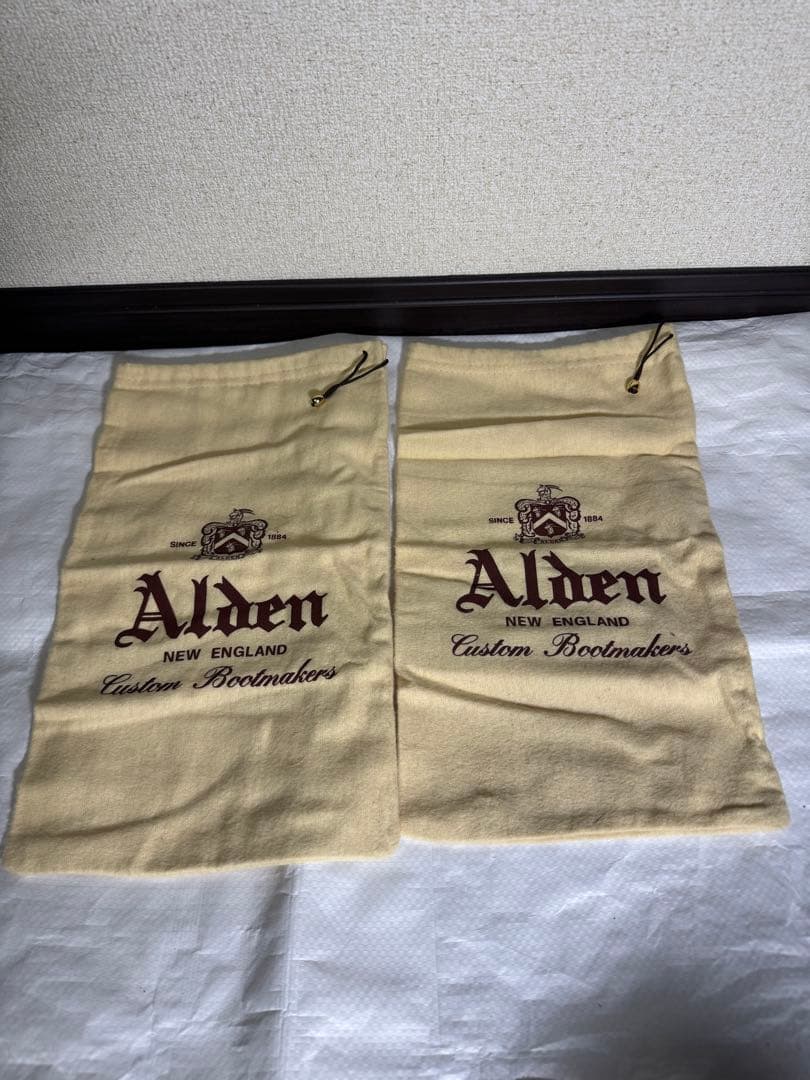 SINCE 1884
Alden
NEW ENGLAND
Custom Bootmakers
SINCE 1884
Alden
NEW ENGLAND
Custom Bootmakers